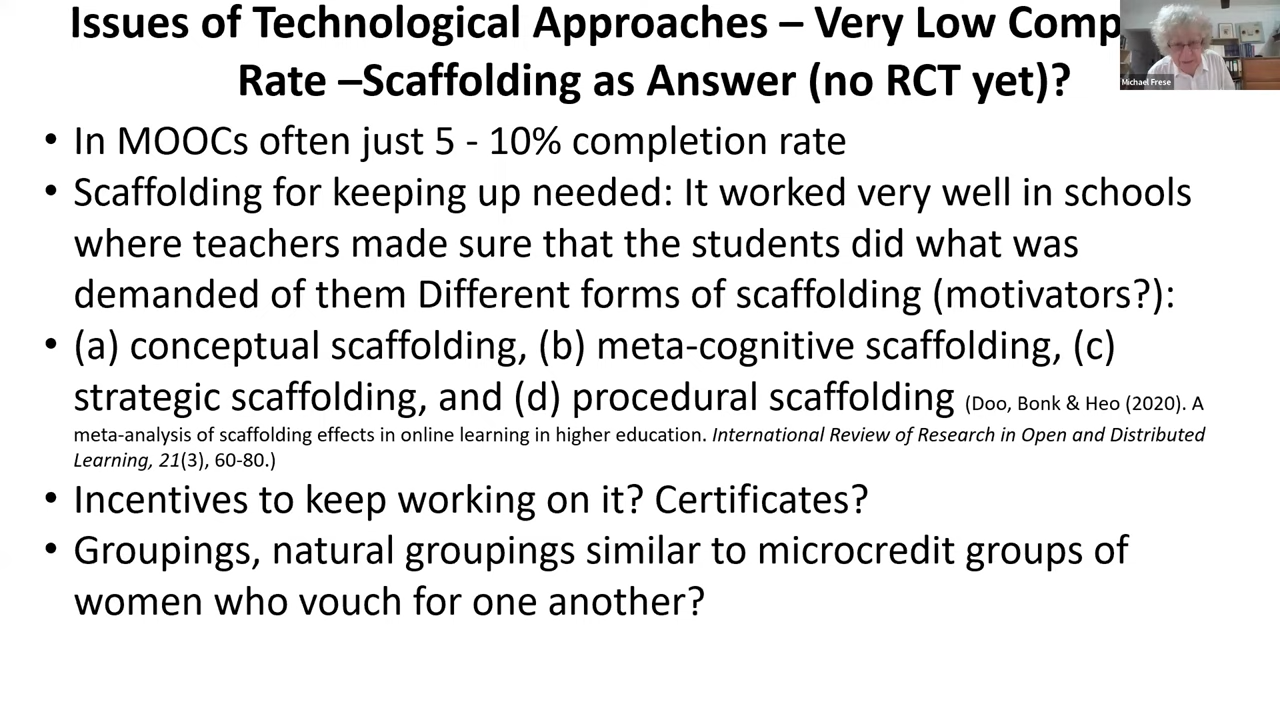 Issues of Technological Approaches – Very Low Comp
Rate –Scaffolding as Answer (no RCT yet)?
Michael Frese
• In MOOCs often just 5 - 10% completion rate
• Scaffolding for keeping up needed: It worked very well in schools
where teachers made sure that the students did what was
demanded of them Different forms of scaffolding (motivators?):
• (a) conceptual scaffolding, (b) meta-cognitive scaffolding, (c)
strategic scaffolding, and (d) procedural scaffolding (Doo, Bonk & Heo (2020). A
meta-analysis of scaffolding effects in online learning in higher education. International Review of Research in Open and Distributed
Learning, 21(3), 60-80.)
• Incentives to keep working on it? Certificates?
• Groupings, natural groupings similar to microcredit groups of
women who vouch for one another?